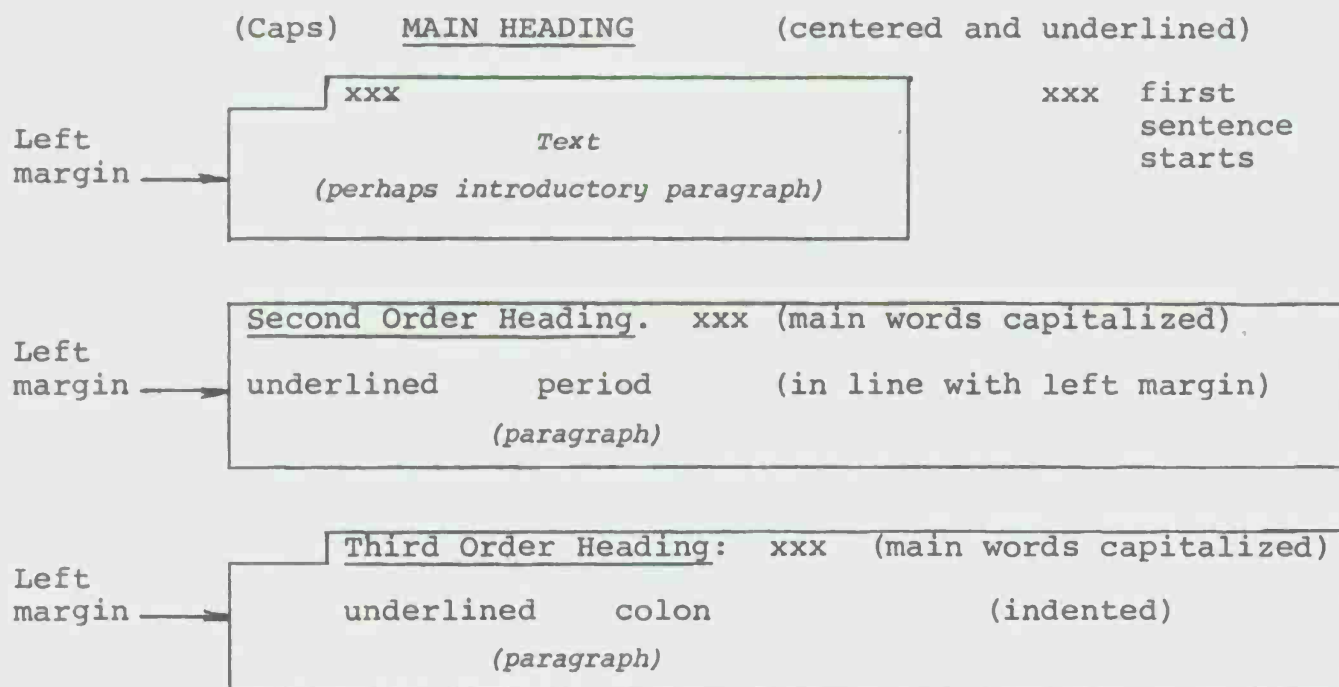 (Caps) MAIN HEADING (centered and underlined)
xxx xxx first
sentence
Left Text starts
margin
(perhaps introductory paragraph)
Second Order Heading. xxx (main words capitalized)
Left
margin underlined period (in line with left margin)
(paragraph)
Third Order Heading: xxx (main words capitalized)
Left
margin underlined colon (indented)
(paragraph)